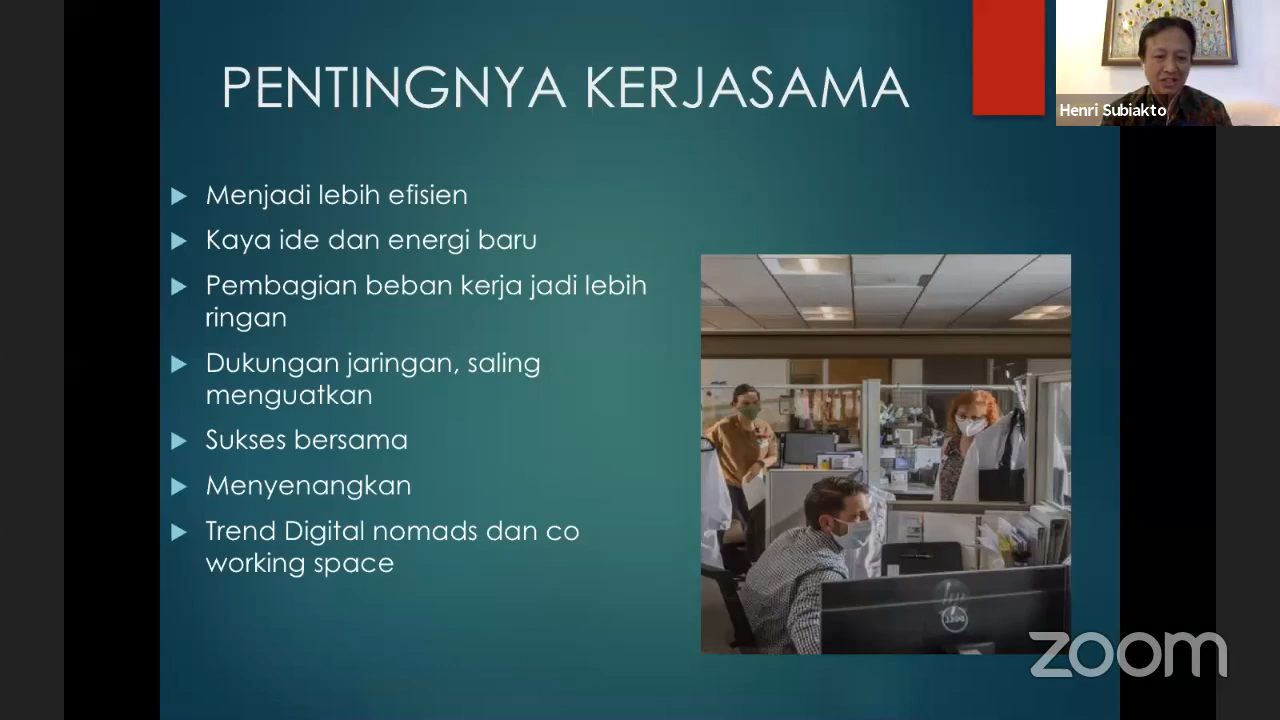 PENTINGNYA KERJASAMA
Henri Subiakto
Menjadi lebih efisien
Kaya ide dan energi baru
Pembagian beban kerja jadi lebih
ringan
Dukungan jaringan, saling
menguatkan
Sukses bersama
Menyenangkan
Trend Digital nomads dan co
working space
hp
zoom